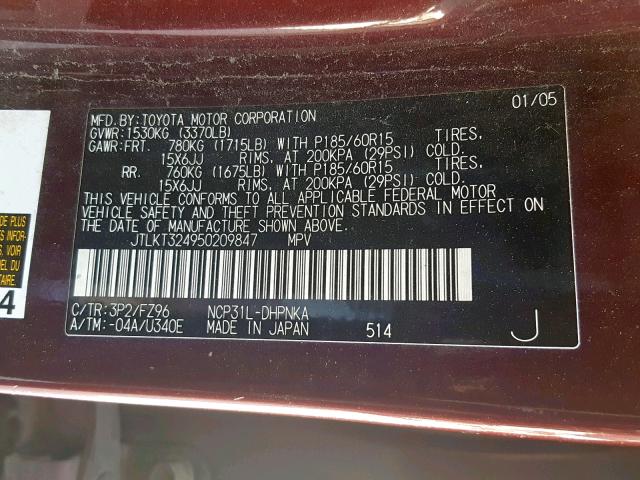 MFD. BY: TOYOTA MOTOR CORPORATION 01/05
GVWR: 1530KG (3370LB)
GAWR: FRT. 780KG (1715LB) WITH P185/60R15 TIRES,
15X6JJ RIMS, AT 200KPA (29PSI) COLD.
RR. 760KG (1675LB) WITH P185/60R15 TIRES,
15X6JJ RIMS, AT 200KPA (29PSI) COLD.
THIS VEHICLE CONFORMS TO ALL APPLICABLE FEDERAL MOTOR
VEHICLE SAFETY AND THEFT PREVENTION STANDARDS IN EFFECT ON
THE DATE OF MANUFACTURE SHOWN ABOVE.
JTLKT324950209847 MPV
C/TR: 3P2/FZ96 NCP31L-DHPNKA
A/TM: -04A/U340E MADE IN JAPAN 514 J
DE PLUS
4